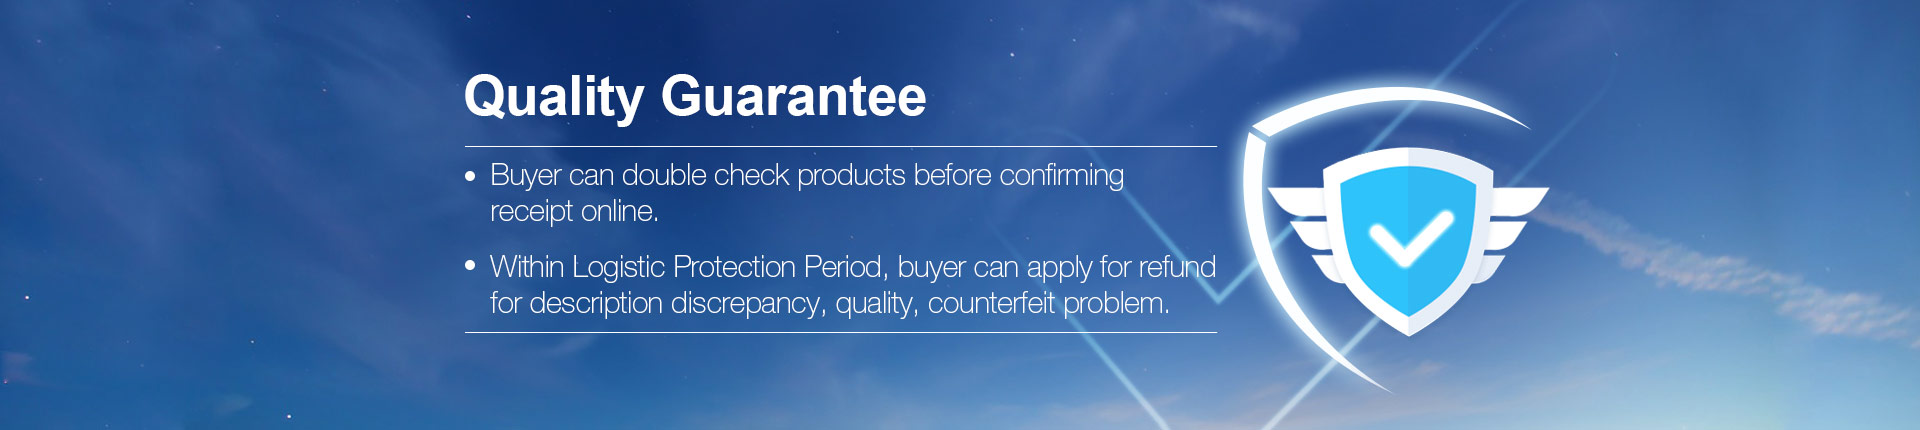 Quality Guarantee
• Buyer can double check products before confirming
receipt online.
• Within Logistic Protection Period, buyer can apply for refund
for description discrepancy, quality, counterfeit problem.